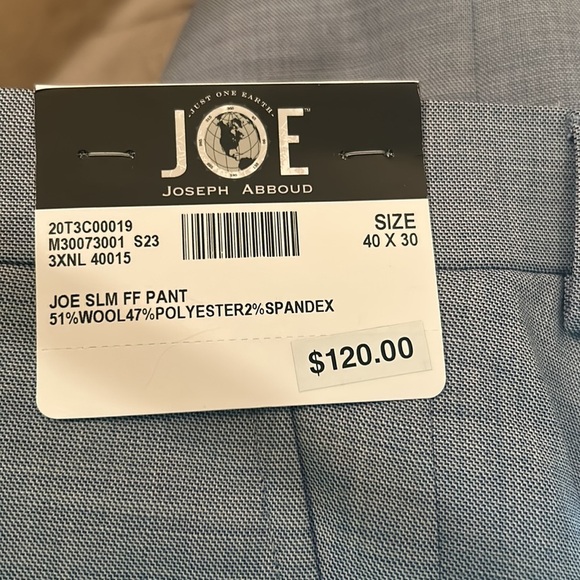 JUST ONE EARTH
JOE™
JOSEPH ABBOUD
20T3C00019
M30073001 S23
3XNL 40015
SIZE
40 X 30
JOE SLM FF PANT
51%WOOL47%POLYESTER2%SPANDEX
$120.00